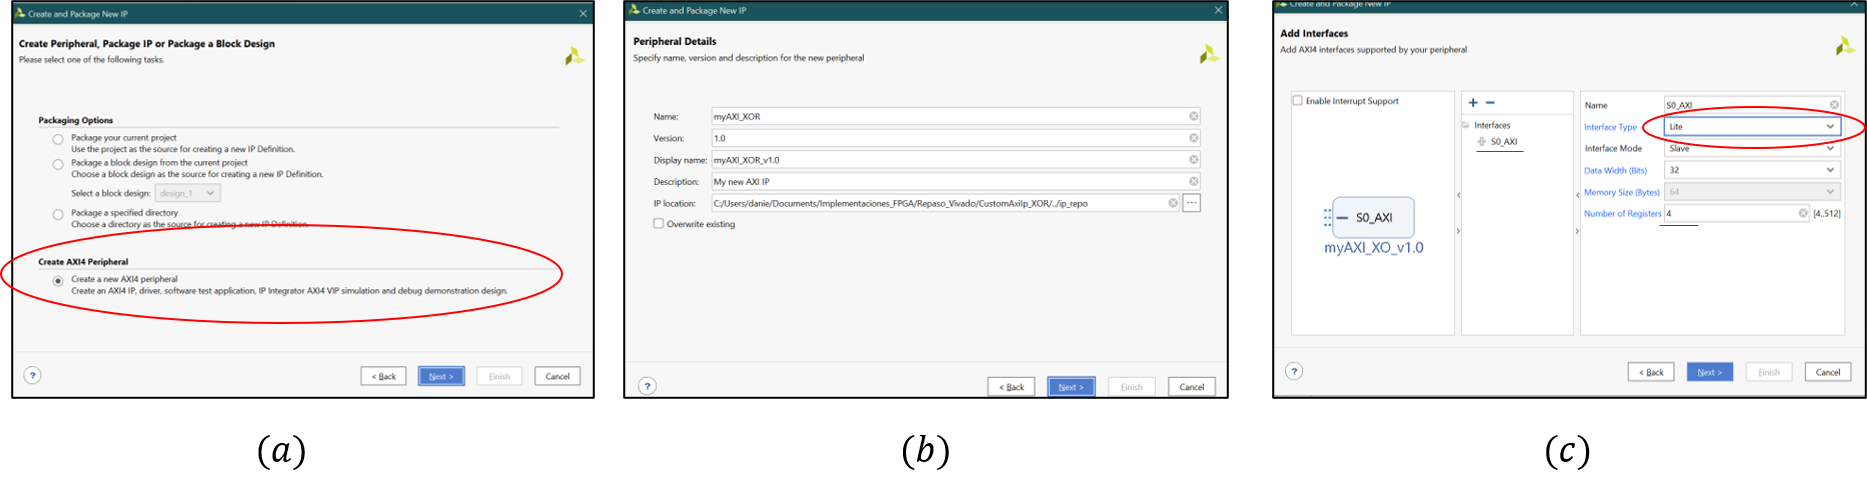 Create and Package New IP
Create Peripheral, Package IP or Package a Block Design
Please select one of the following tasks.
Packaging Options
Package your current project
Use the project as the source for creating a new IP Definition.
Package a block design from the current project
Choose a block design as the source for creating a new IP Definition.
Select a block design: design_1
Package a specified directory
Choose a directory as the source for creating a new IP Definition.
Create AXI4 Peripheral
Create a new AXI4 peripheral
Create an AXI4 IP, driver, software test application, IP Integrator AXI4 VIP simulation and debug demonstration design.
? < Back Next > Finish Cancel
(a)
Create and Package New IP
Peripheral Details
Specify name, version and description for the new peripheral
Name: myAXI_XOR
Version: 1.0
Display name: myAXI_XOR_v1.0
Description: My new AXI IP
IP location: C:/Users/danie/Documents/Implementaciones_FPGA/Repaso_Vivado/CustomAxiIp_XOR/../ip_repo ...
Overwrite existing
? < Back Next > Finish Cancel
(b)
Create and Package New IP
Add Interfaces
Add AXI4 interfaces supported by your peripheral
Enable Interrupt Support
S0_AXI
myAXI_XO_v1.0
Interfaces
S0_AXI
Name S0_AXI
Interface Type Lite
Interface Mode Slave
Data Width (Bits) 32
Memory Size (Bytes) 64
Number of Registers 4 [4..512]
? < Back Next > Finish Cancel
(c)